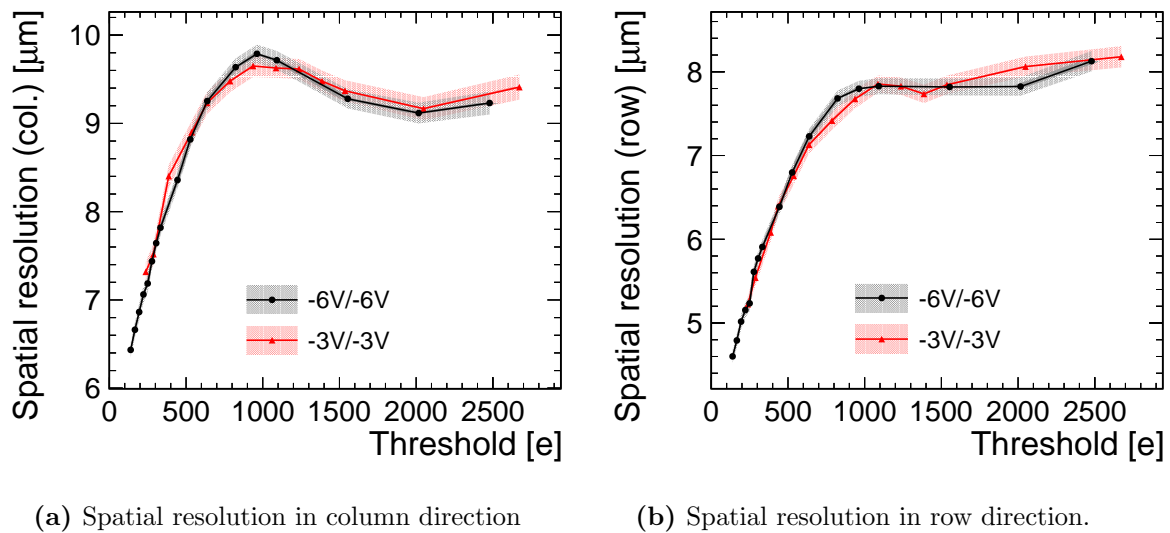 Spatial resolution (col.) [μm]
10
9
8
7
6
-6V/-6V
-3V/-3V
0 500 1000 1500 2000 2500
Threshold [e]
(a) Spatial resolution in column direction
Spatial resolution (row) [μm]
8
7
6
5
-6V/-6V
-3V/-3V
0 500 1000 1500 2000 2500
Threshold [e]
(b) Spatial resolution in row direction.